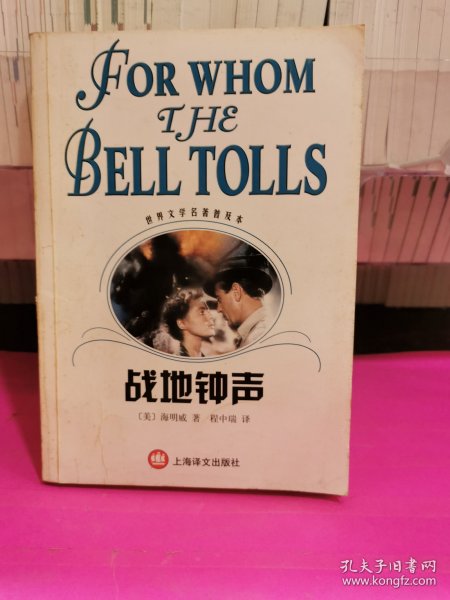 FOR WHOM
THE
BELL TOLLS
世界文学名著普及本
战地钟声
〔美〕海明威 著 / 程中瑞 译
上海译文出版社
孔夫子旧书网
www.kongfz.com